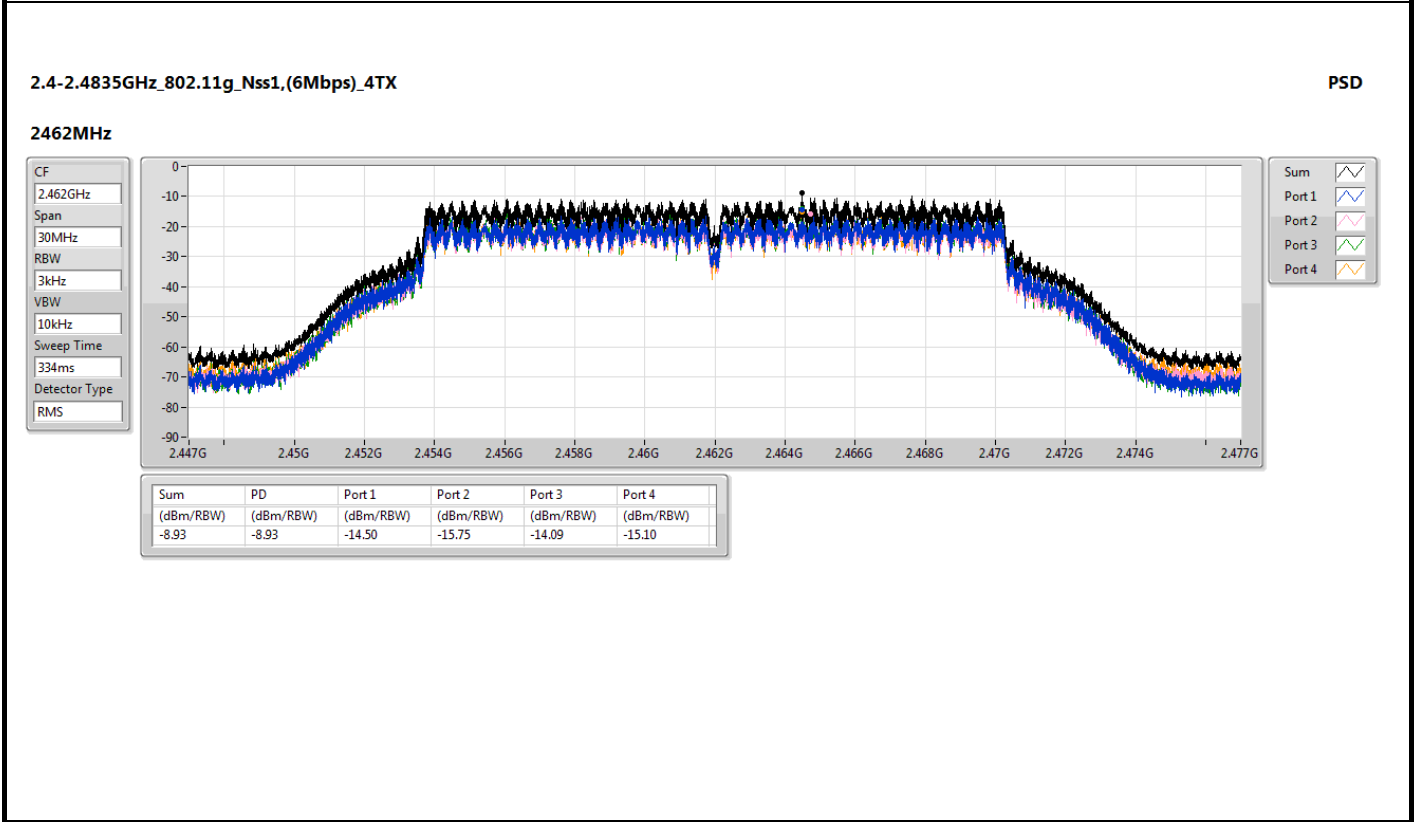 2.4-2.4835GHz_802.11g_Nss1,(6Mbps)_4TX PSD
2462MHz
CF
2.462GHz
Span
30MHz
RBW
3kHz
VBW
10kHz
Sweep Time
334ms
Detector Type
RMS
0
-10
-20
-30
-40
-50
-60
-70
-80
-90
2.447G 2.45G 2.452G 2.454G 2.456G 2.458G 2.46G 2.462G 2.464G 2.466G 2.468G 2.47G 2.472G 2.474G 2.477G
Sum
Port 1
Port 2
Port 3
Port 4
Sum PD Port 1 Port 2 Port 3 Port 4
(dBm/RBW) (dBm/RBW) (dBm/RBW) (dBm/RBW) (dBm/RBW) (dBm/RBW)
-8.93 -8.93 -14.50 -15.75 -14.09 -15.10